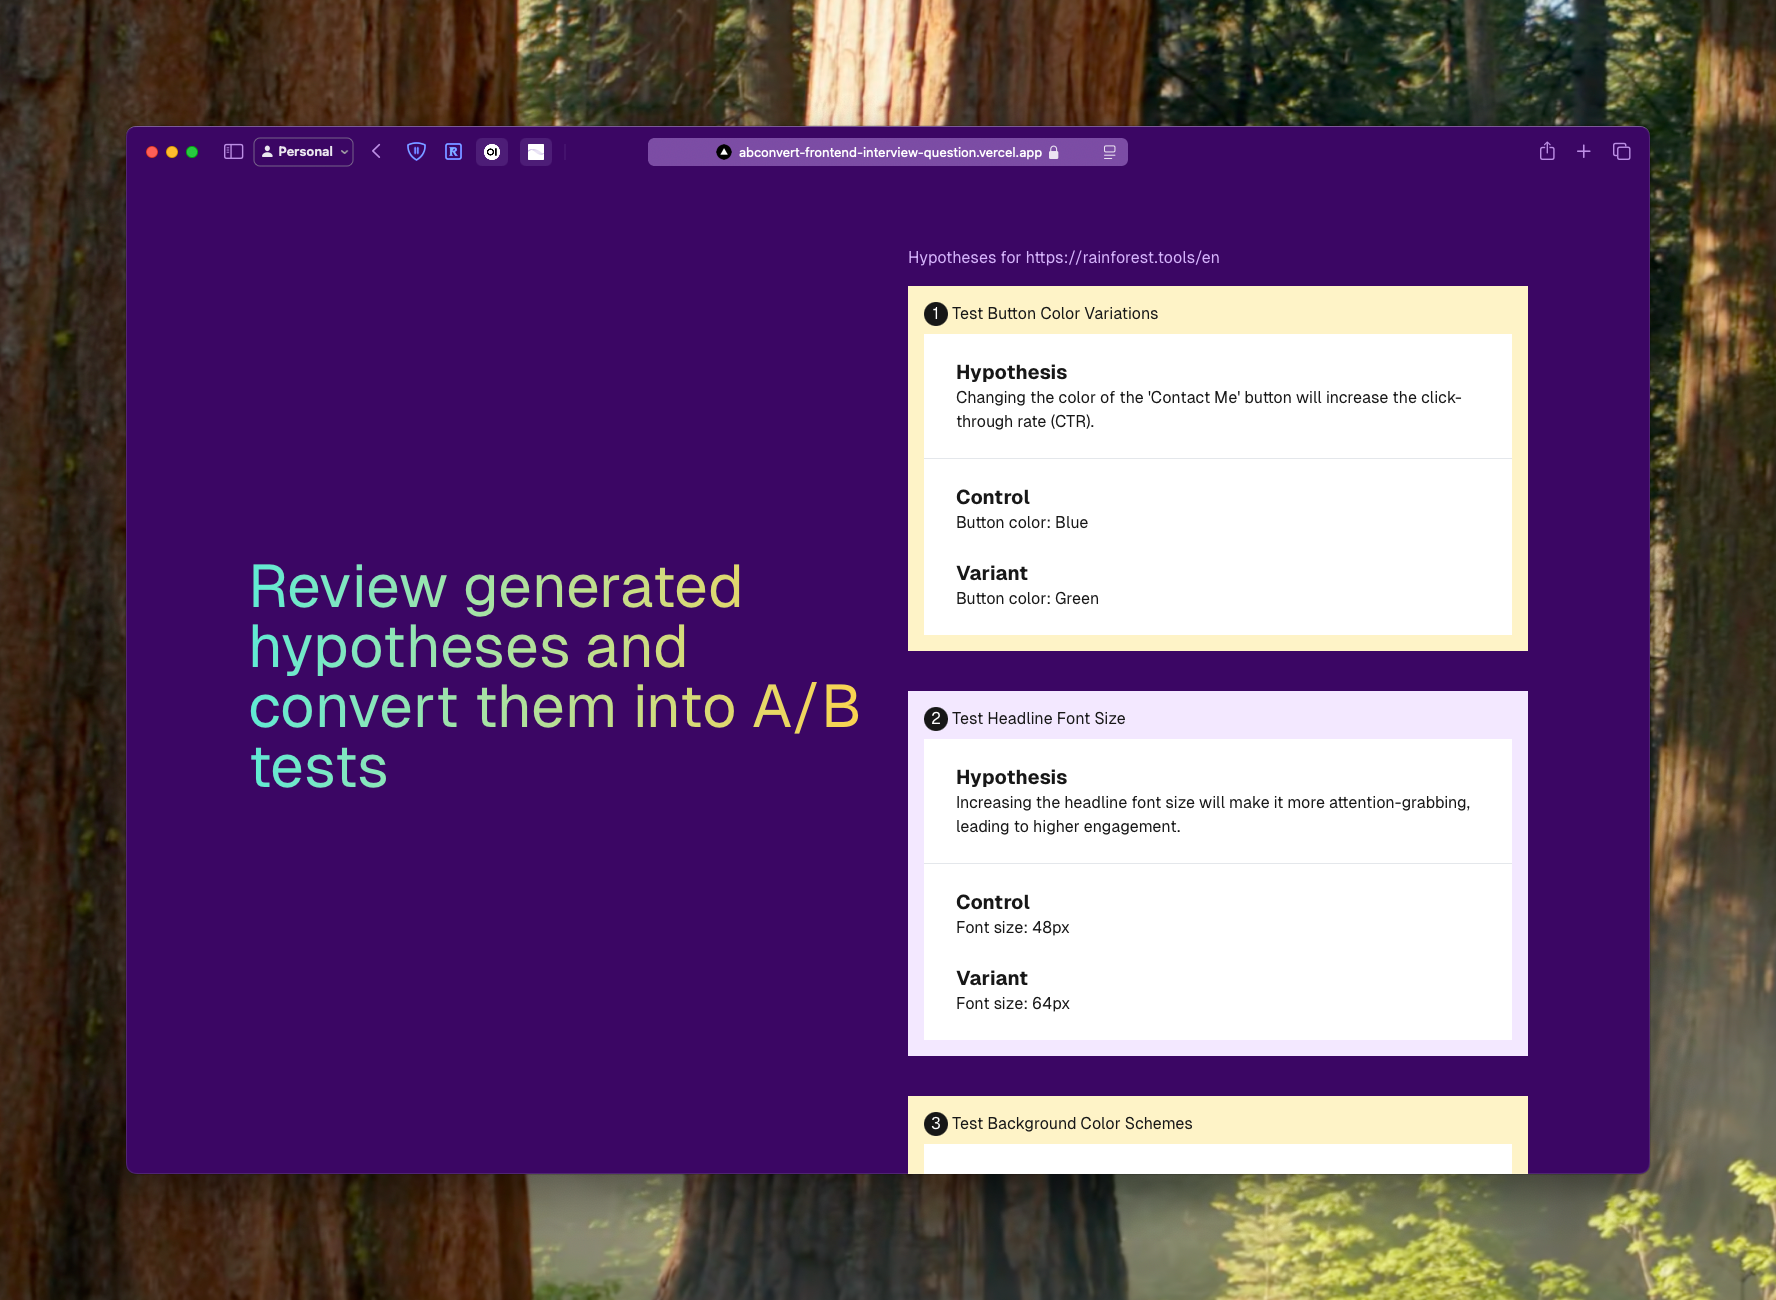 Personal
abconvert-frontend-interview-question.vercel.app
Review generated
hypotheses and
convert them into A/B
tests
Hypotheses for https://rainforest.tools/en
1 Test Button Color Variations
Hypothesis
Changing the color of the 'Contact Me' button will increase the click-
through rate (CTR).
Control
Button color: Blue
Variant
Button color: Green
2 Test Headline Font Size
Hypothesis
Increasing the headline font size will make it more attention-grabbing,
leading to higher engagement.
Control
Font size: 48px
Variant
Font size: 64px
3 Test Background Color Schemes